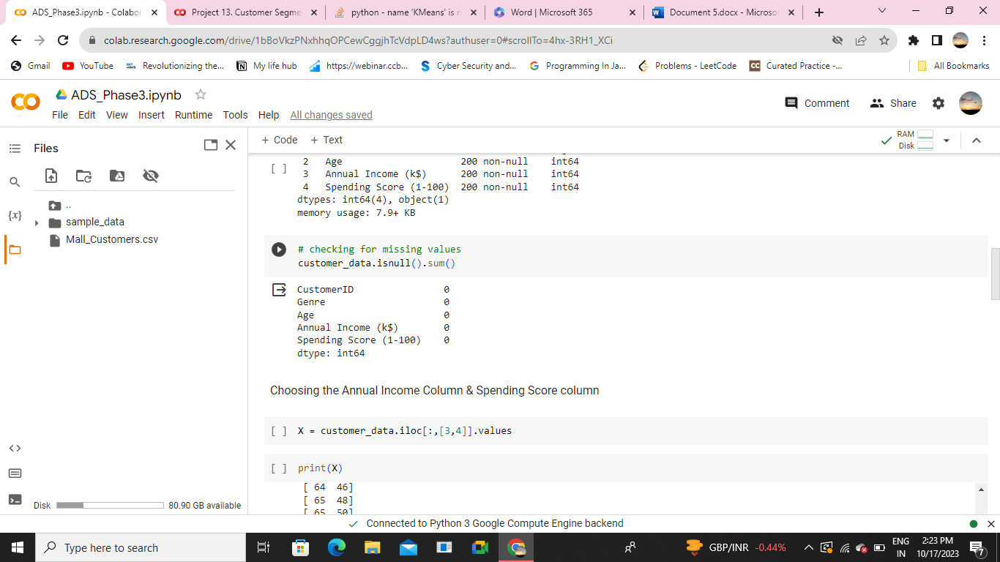 ADS_Phase3.ipynb - Colabor
Project 13. Customer Segme
python - name 'KMeans' is n
Word | Microsoft 365
Document 5.docx - Microso
colab.research.google.com/drive/1bBoVkzPNxhhqOPCewCggjhTcVdpLD4ws?authuser=0#scrollTo=4hx-3RH1_XCi
Gmail YouTube Revolutionizing the... My life hub https://webinar.ccb... Cyber Security and... Programming In Ja... Problems - LeetCode Curated Practice -... All Bookmarks
ADS_Phase3.ipynb
File Edit View Insert Runtime Tools Help All changes saved
Comment Share
Files
+ Code + Text
RAM
Disk
..
sample_data
Mall_Customers.csv
{x}
[ ]
2 Age 200 non-null int64
3 Annual Income (k$) 200 non-null int64
4 Spending Score (1-100) 200 non-null int64
dtypes: int64(4), object(1)
memory usage: 7.9+ KB
# checking for missing values
customer_data.isnull().sum()
CustomerID 0
Genre 0
Age 0
Annual Income (k$) 0
Spending Score (1-100) 0
dtype: int64
Choosing the Annual Income Column & Spending Score column
[ ] X = customer_data.iloc[:,[3,4]].values
[ ] print(X)
[ 64 46]
[ 65 48]
[ 65 50]
Disk 80.90 GB available
Connected to Python 3 Google Compute Engine backend
Type here to search
GBP/INR -0.44%
ENG
IN
2:23 PM
10/17/2023
7